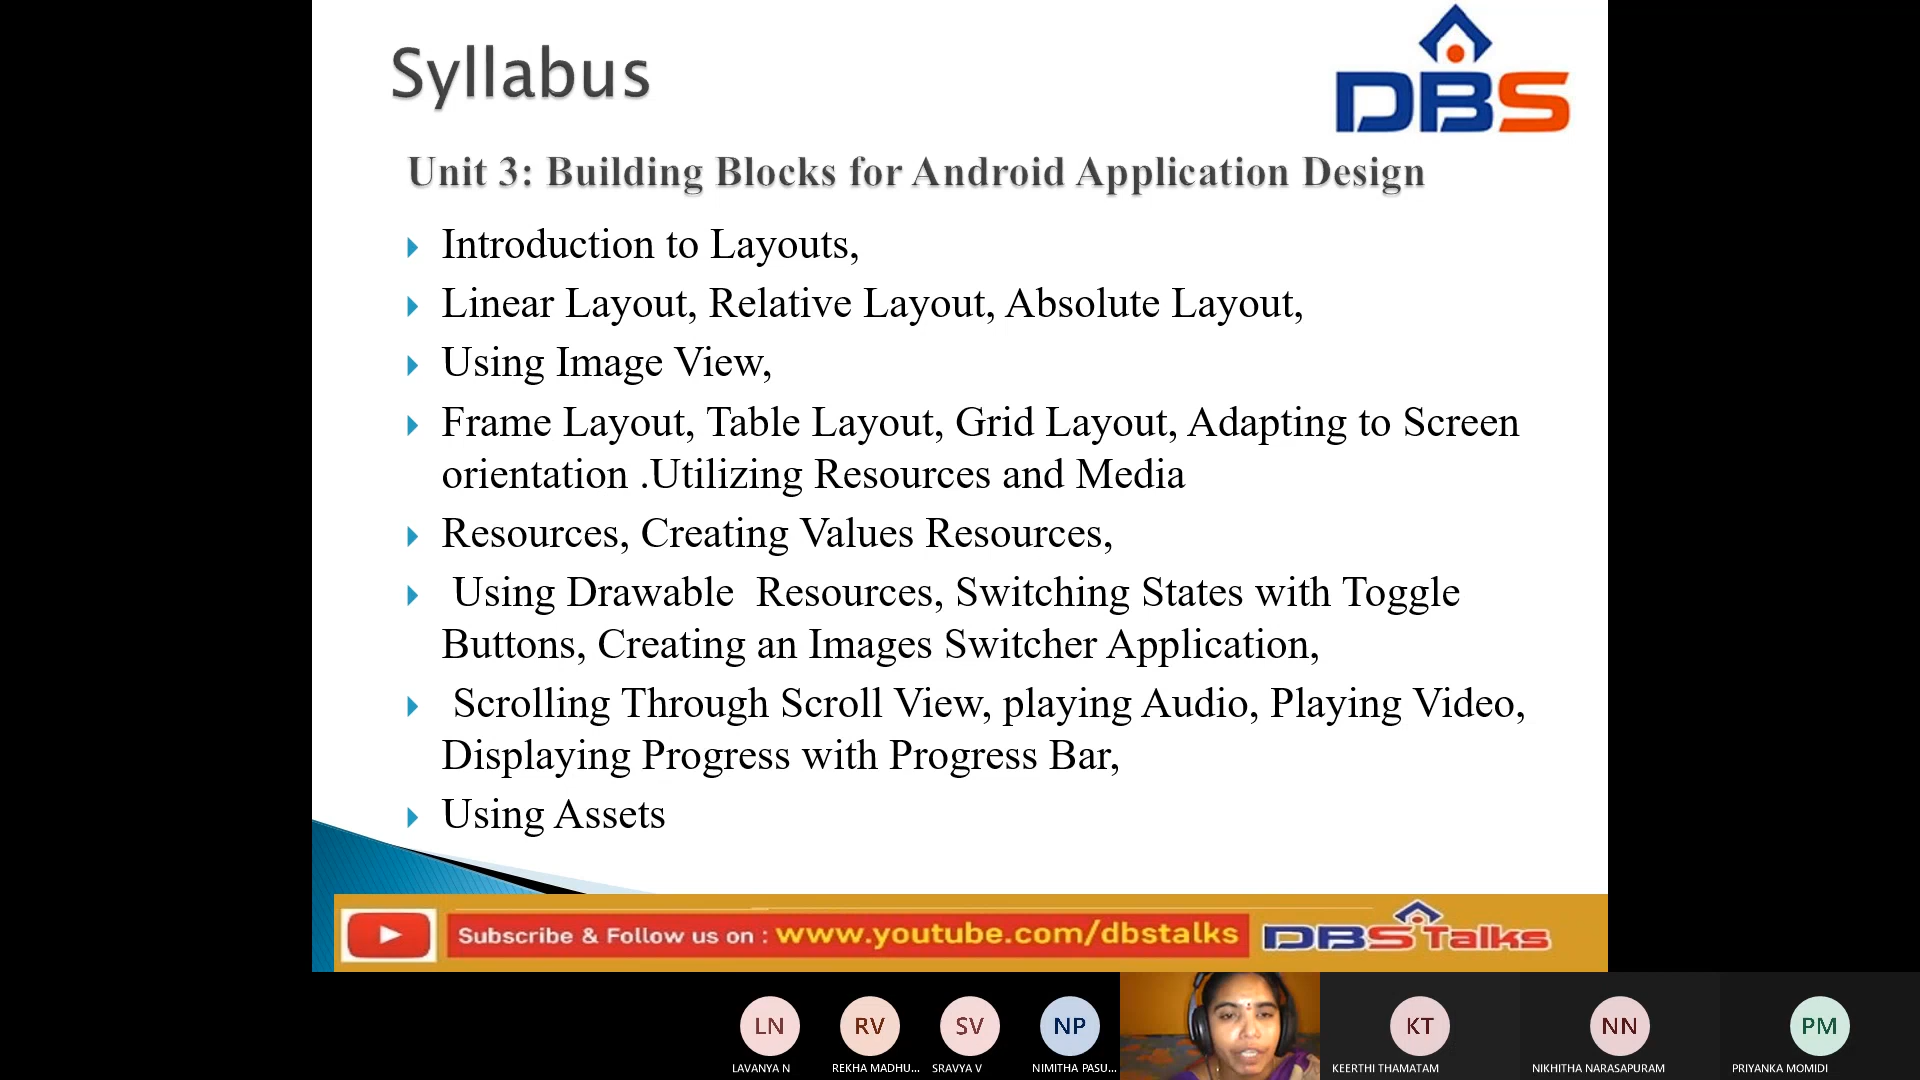 Syllabus
DBS
Unit 3: Building Blocks for Android Application Design
Introduction to Layouts,
Linear Layout, Relative Layout, Absolute Layout,
Using Image View,
Frame Layout, Table Layout, Grid Layout, Adapting to Screen
orientation .Utilizing Resources and Media
Resources, Creating Values Resources,
Using Drawable  Resources, Switching States with Toggle
Buttons, Creating an Images Switcher Application,
Scrolling Through Scroll View, playing Audio, Playing Video,
Displaying Progress with Progress Bar,
Using Assets
Subscribe & Follow us on : www.youtube.com/dbstalks DBS Talks
LN RV SV NP KT NN PM
LAVANYA N REKHA MADHU... SRAVYA V NIMITHA PASU... KEERTHI THAMATAM NIKHITHA NARASAPURAM PRIYANKA MOMIDI